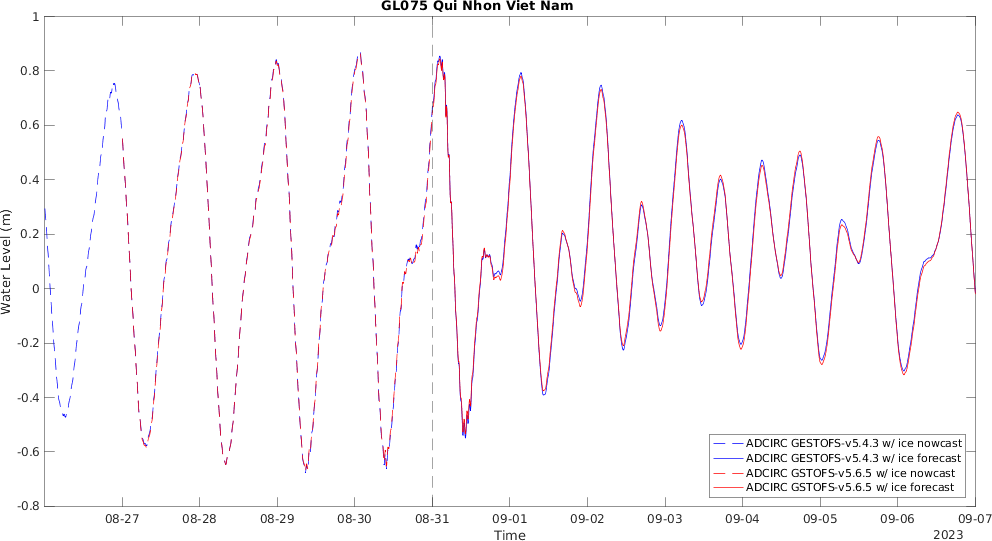 GL075 Qui Nhon Viet Nam
1
0.8
0.6
0.4
0.2
0
-0.2
-0.4
-0.6
-0.8
Water Level (m)
ADCIRC GESTOFS-v5.4.3 w/ ice nowcast
ADCIRC GESTOFS-v5.4.3 w/ ice forecast
ADCIRC GSTOFS-v5.6.5 w/ ice nowcast
ADCIRC GSTOFS-v5.6.5 w/ ice forecast
08-27 08-28 08-29 08-30 08-31 09-01 09-02 09-03 09-04 09-05 09-06 09-07
Time
2023